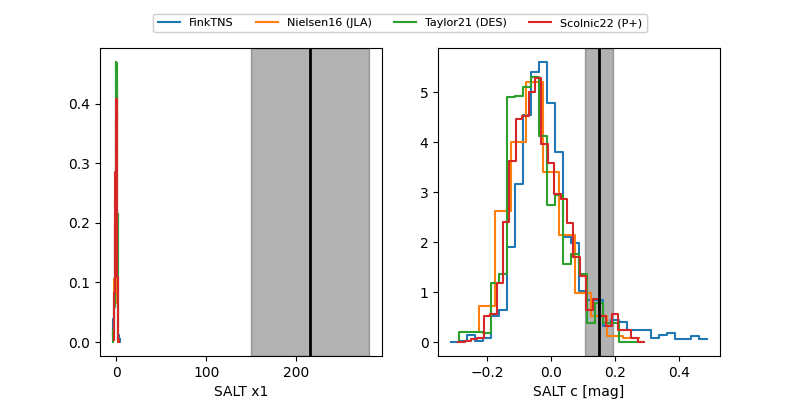 FinkTNS Nielsen16 (JLA) Taylor21 (DES) Scolnic22 (P+)
0.4
0.3
0.2
0.1
0.0
0 100 200
SALT x1
5
4
3
2
1
0
−0.2 0.0 0.2 0.4
SALT c [mag]